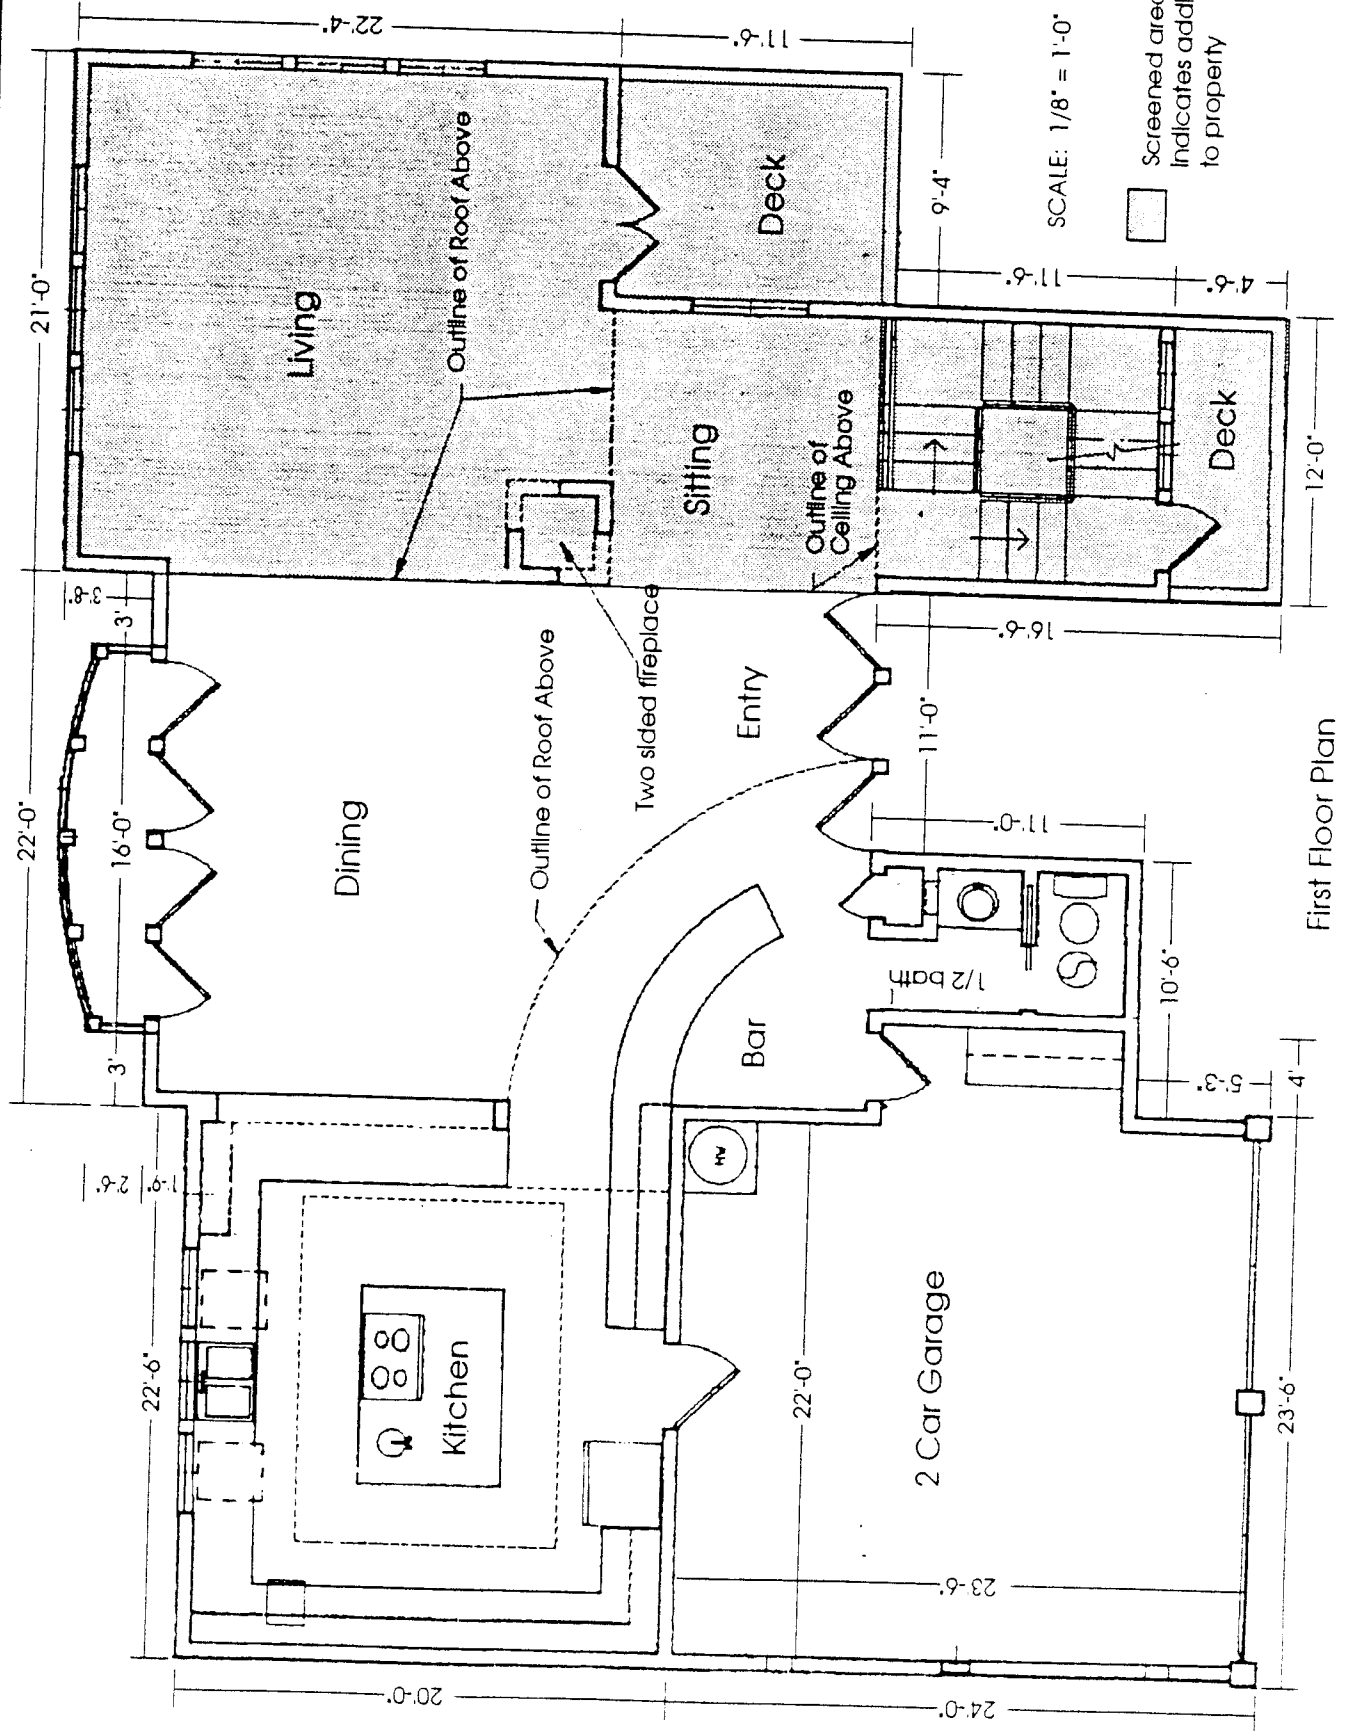 22'-0"
21'-0"
3'
16'-0"
3'
3'-8"
22'-4"
11'-6"
Living
Outline of Roof Above
Dining
Outline of Roof Above
Two sided fireplace
Sitting
Deck
Entry
Outline of
Ceiling Above
22'-6"
2'-6"
1'-9"
Kitchen
Bar
1/2 bath
WH
11'-0"
11'-0"
16'-6"
9'-4"
11'-6"
4'-6"
Deck
12'-0"
10'-6"
5'-3"
4'
22'-0"
2 Car Garage
23'-6"
23'-6"
20'-0"
24'-0"
SCALE: 1/8" = 1'-0"
Screened area
Indicates addi
to property
First Floor Plan